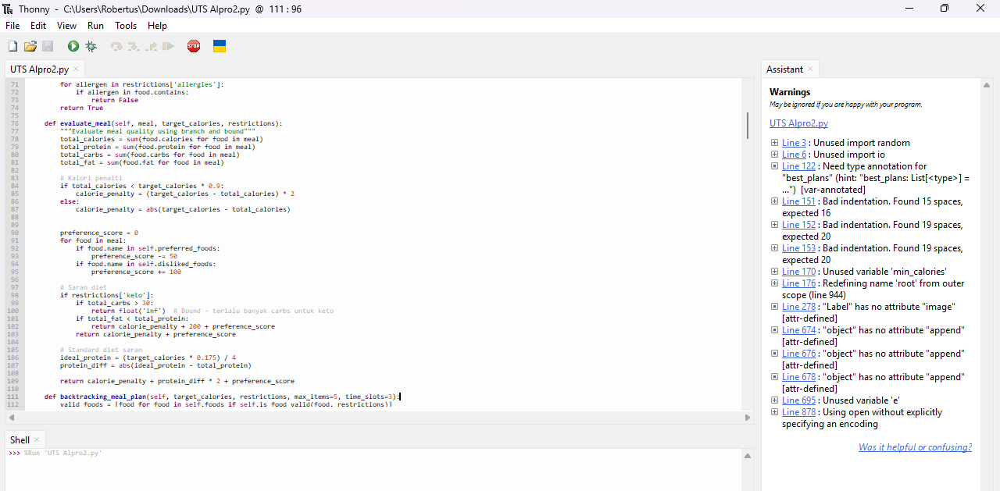 Thonny - C:\Users\Robertus\Downloads\UTS Alpro2.py @ 111 : 96
File Edit View Run Tools Help
STOP
UTS Alpro2.py ×
71 for allergen in restrictions['allergies']:
72 if allergen in food.contains:
73 return False
74 return True
75
76 def evaluate_meal(self, meal, target_calories, restrictions):
77 """Evaluate meal quality using branch and bound"""
78 total_calories = sum(food.calories for food in meal)
79 total_protein = sum(food.protein for food in meal)
80 total_carbs = sum(food.carbs for food in meal)
81 total_fat = sum(food.fat for food in meal)
82
83 # Kalori penalti
84 if total_calories < target_calories * 0.9:
85 calorie_penalty = (target_calories - total_calories) * 2
86 else:
87 calorie_penalty = abs(target_calories - total_calories)
88
89
90 preference_score = 0
91 for food in meal:
92 if food.name in self.preferred_foods:
93 preference_score -= 50
94 if food.name in self.disliked_foods:
95 preference_score += 100
96
97 # Saran diet
98 if restrictions['keto']:
99 if total_carbs > 30:
100 return float('inf') # Bound - terlalu banyak carbs untuk keto
101 if total_fat < total_protein:
102 return calorie_penalty + 200 + preference_score
103 return calorie_penalty + preference_score
104
105 # Standard diet saran
106 ideal_protein = (target_calories * 0.175) / 4
107 protein_diff = abs(ideal_protein - total_protein)
108
109 return calorie_penalty + protein_diff * 2 + preference_score
110
111 def backtracking_meal_plan(self, target_calories, restrictions, max_items=5, time_slots=3):
112 valid_foods = [food for food in self.foods if self.is_food_valid(food, restrictions)]
Shell ×
>>> %Run 'UTS Alpro2.py'
Assistant ×
Warnings
May be ignored if you are happy with your program.
UTS Alpro2.py
Line 3 : Unused import random
Line 6 : Unused import io
Line 122 : Need type annotation for
"best_plans" (hint: "best_plans: List[<type>] =
...") [var-annotated]
Line 151 : Bad indentation. Found 15 spaces,
expected 16
Line 152 : Bad indentation. Found 19 spaces,
expected 20
Line 153 : Bad indentation. Found 19 spaces,
expected 20
Line 170 : Unused variable 'min_calories'
Line 176 : Redefining name 'root' from outer
scope (line 944)
Line 278 : "Label" has no attribute "image"
[attr-defined]
Line 674 : "object" has no attribute "append"
[attr-defined]
Line 676 : "object" has no attribute "append"
[attr-defined]
Line 678 : "object" has no attribute "append"
[attr-defined]
Line 695 : Unused variable 'e'
Line 878 : Using open without explicitly
specifying an encoding
Was it helpful or confusing?